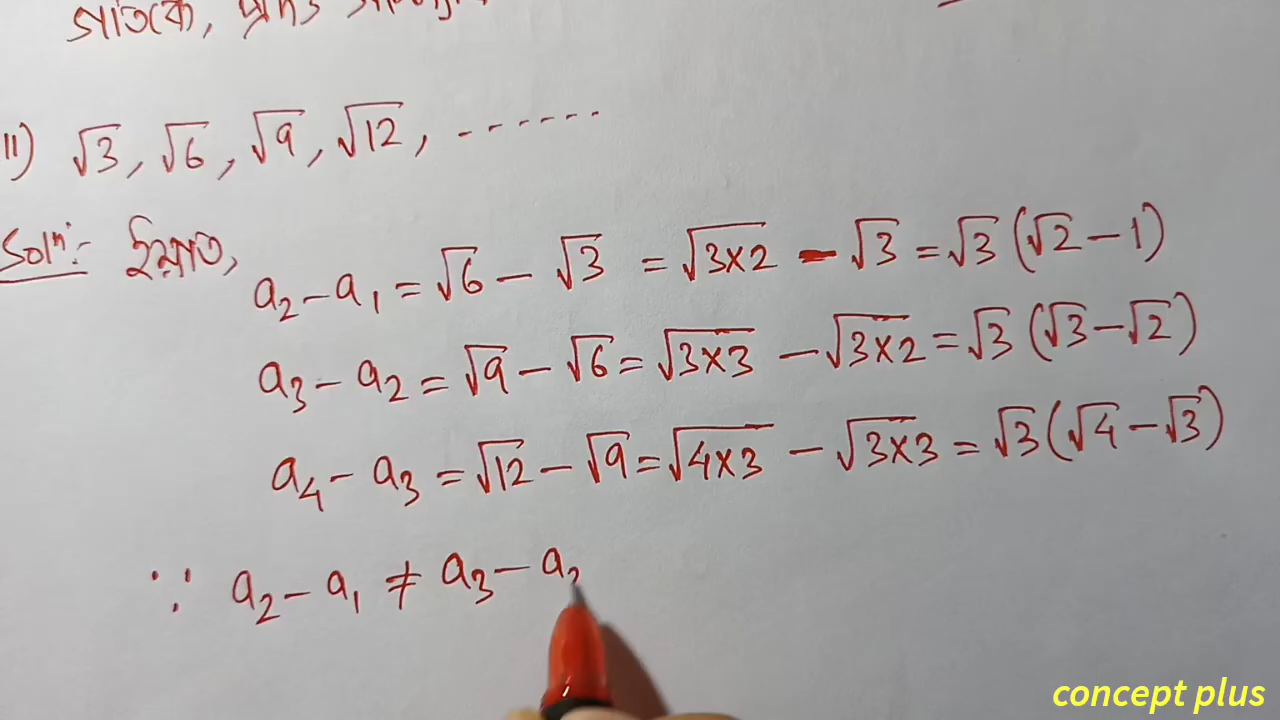 11) √3, √6, √9, √12, .......
Solⁿ:- ইয়াত,
a₂ - a₁ = √6 - √3 = √3×2 - √3 = √3 (√2 - 1)
a₃ - a₂ = √9 - √6 = √3×3 - √3×2 = √3 (√3 - √2)
a₄ - a₃ = √12 - √9 = √4×3 - √3×3 = √3 (√4 - √3)
∵ a₂ - a₁ ≠ a₃ - a₂
concept plus